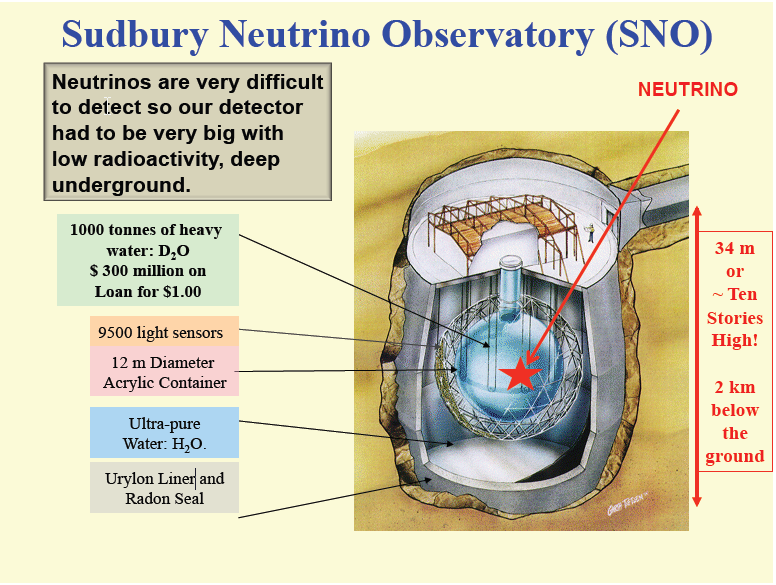 Sudbury Neutrino Observatory (SNO)
Neutrinos are very difficult
to detect so our detector
had to be very big with
low radioactivity, deep
underground.
NEUTRINO
1000 tonnes of heavy
water: D₂O
$ 300 million on
Loan for $1.00
9500 light sensors
12 m Diameter
Acrylic Container
Ultra-pure
Water: H₂O.
Urylon Liner and
Radon Seal
34 m
or
~ Ten
Stories
High!
2 km
below
the
ground